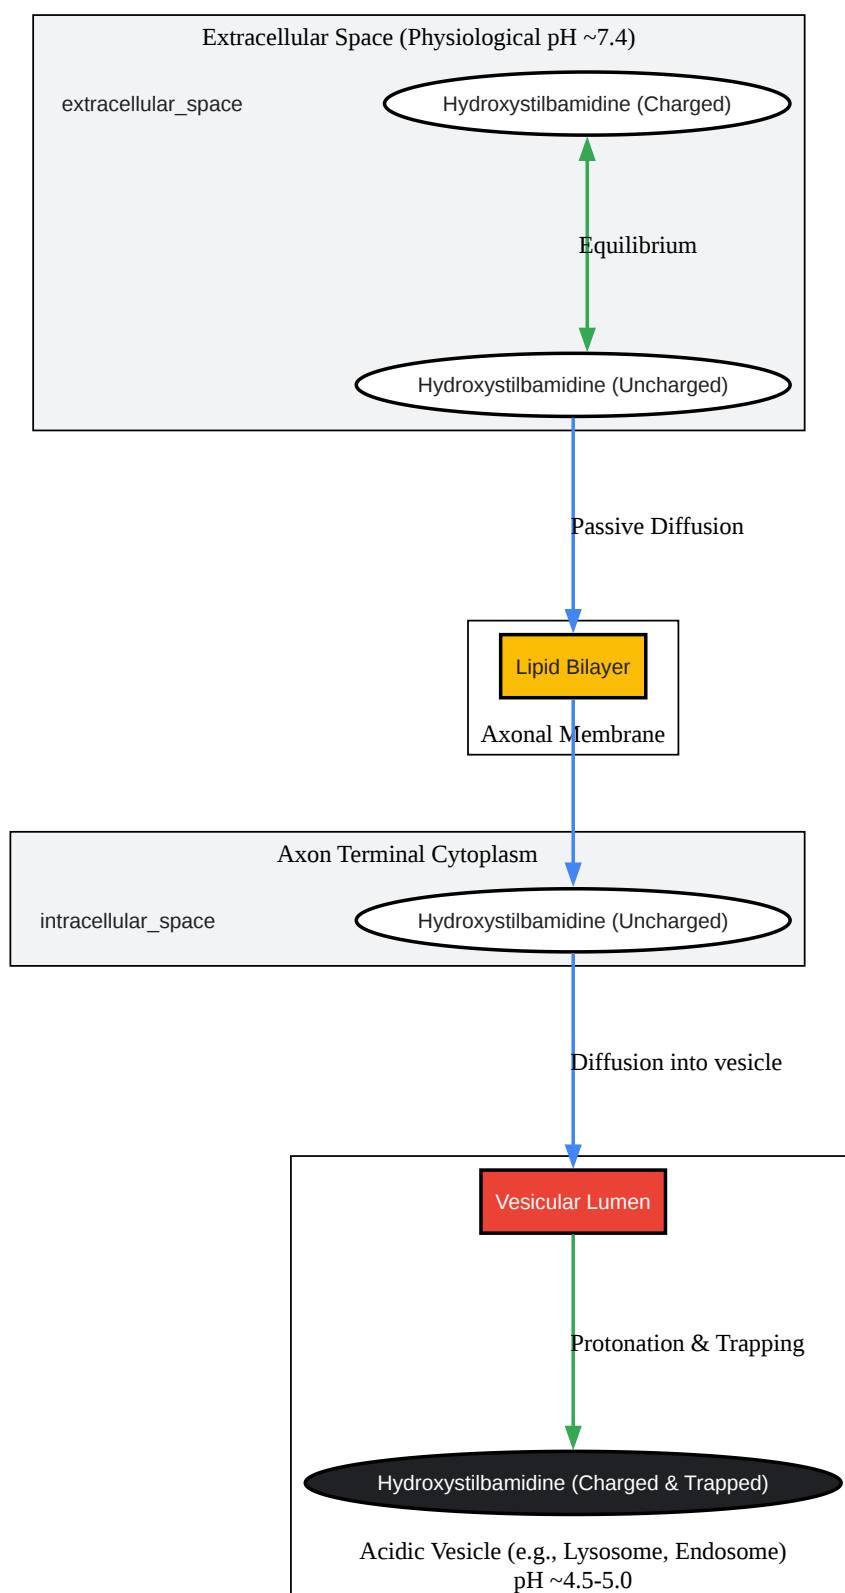 Extracellular Space (Physiological pH ~7.4)
extracellular_space
Hydroxystilbamidine (Charged)
Equilibrium
Hydroxystilbamidine (Uncharged)
Passive Diffusion
Lipid Bilayer
Axonal Membrane
Axon Terminal Cytoplasm
intracellular_space
Hydroxystilbamidine (Uncharged)
Diffusion into vesicle
Vesicular Lumen
Protonation & Trapping
Hydroxystilbamidine (Charged & Trapped)
Acidic Vesicle (e.g., Lysosome, Endosome)
pH ~4.5-5.0